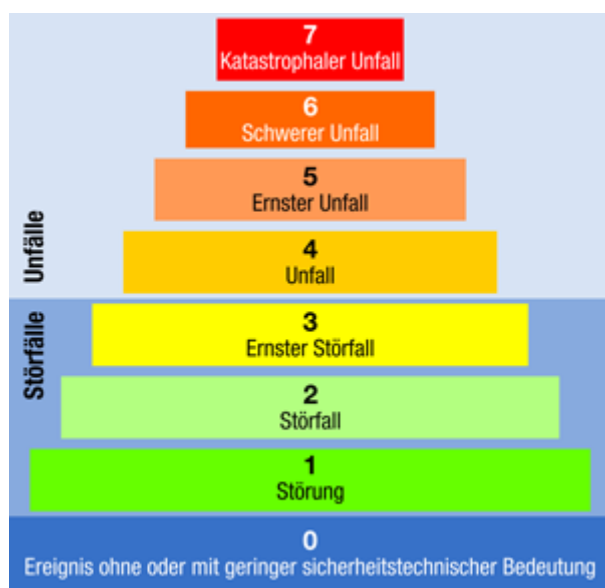 7
Katastrophaler Unfall
6
Schwerer Unfall
5
Ernster Unfall
4
Unfall
Unfälle
3
Ernster Störfall
2
Störfall
1
Störung
Störfälle
0
Ereignis ohne oder mit geringer sicherheitstechnischer Bedeutung